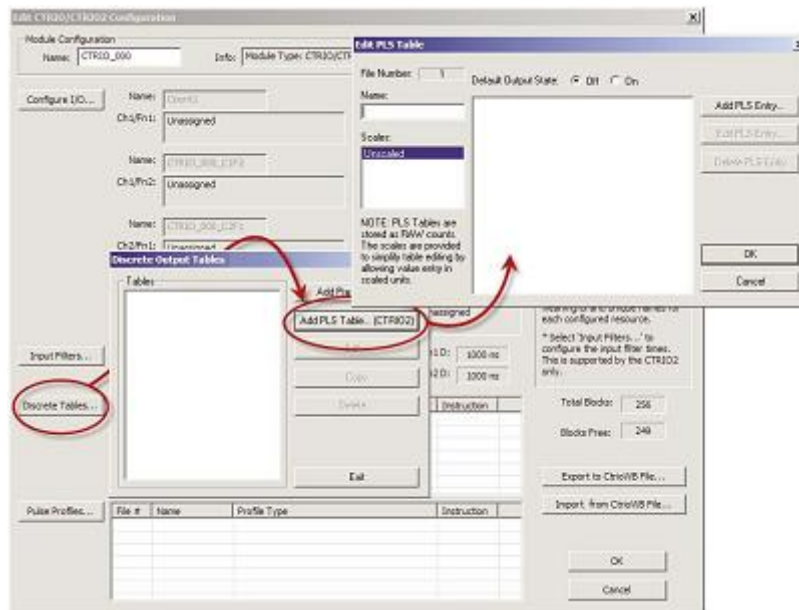 Edit CTRIO/CTRIO2 Configuration
Module Configuration
Name: CTRIO_000
Info: Module Type: CTRIO/CTRI
Configure I/O...
Name:
Ch1/Fn1: Unassigned
Name: CTRIO_000_C1F2
Ch1/Fn2: Unassigned
Name: CTRIO_000_C2F1
Ch2/Fn1: Unassigned
Edit PLS Table
File Number: 1
Default Output State: Off On
Name:
Scales:
Unscaled
NOTE: PLS Tables are
stored as RAW counts.
The scales are provided
to simplify table editing by
allowing value entry in
scaled units.
Add PLS Entry...
Edit PLS Entry...
Delete PLS Entry
OK
Cancel
Discrete Output Tables
Tables
Add PLS Table... (CTRIO2)
Copy
Delete
Exit
each configured resource.
* Select 'Input Filters...' to
configure the input filter times.
This is supported by the CTRIO2
only.
Input Filters...
1000 ns
1000 ns
Discrete Tables...
Instruction
Total Blocks: 256
Blocks Free: 248
Export to CtrioWB File...
Import from CtrioWB File...
Pulse Profiles...
File # Name Profile Type Instruction
OK
Cancel